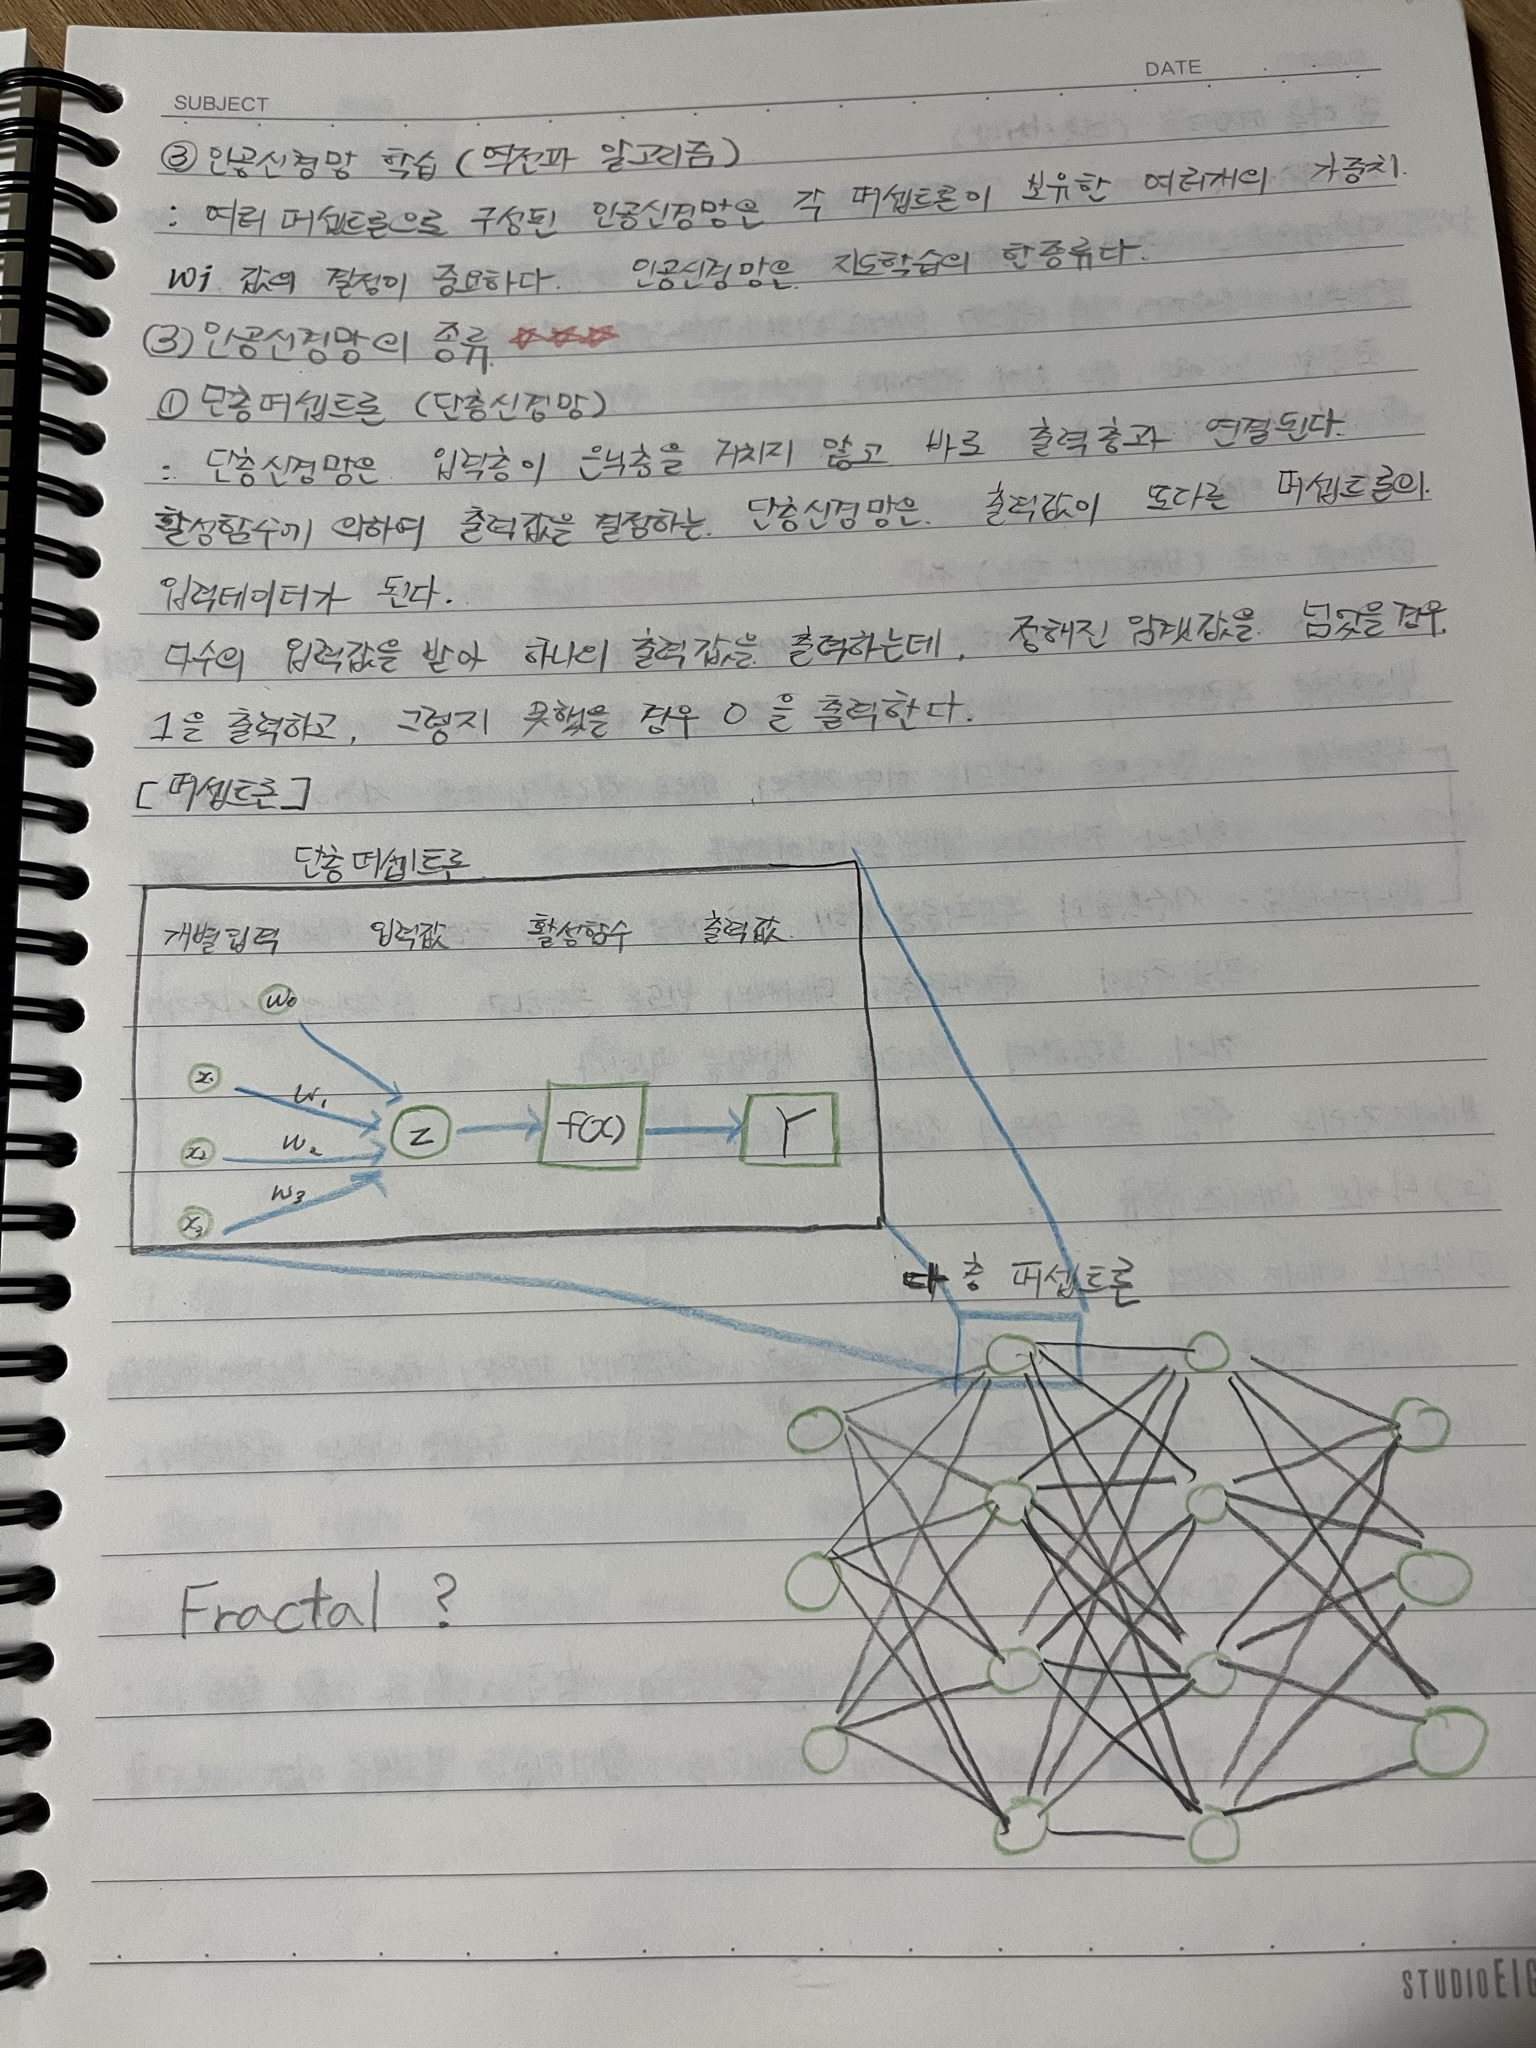 SUBJECT
DATE
③ 인공신경망 학습 (역전파 알고리즘)
: 여러 퍼셉트론으로 구성된 인공신경망은 각 퍼셉트론이 보유한 여러개의 가중치.
Wj 값의 결정이 중요하다. 인공신경망은 지도학습의 한종류다.
(3) 인공신경망의 종류. ☆☆☆
① 단층퍼셉트론 (단층신경망)
: 단층신경망은 입력층이 은닉층을 거치지 않고 바로 출력층과 연결된다.
활성함수에 의하여 출력값을 결정하는. 단층신경망은. 출력값이 또다른 퍼셉트론의.
입력데이터가 된다.
다수의 입력값을 받아 하나의 출력값을 출력하는데, 정해진 임계값을 넘었을 경우.
1을 출력하고, 그렇지 못했을 경우 0을 출력한다.
[퍼셉트론]
단층퍼셉트론
개별입력 입력값 활성함수 출력값.
W₀
x₁
W₁
Z
f(x)
Y
x₂
W₂
W₃
x₃
다층 퍼셉트론
Fractal ?
STUDIOEIG